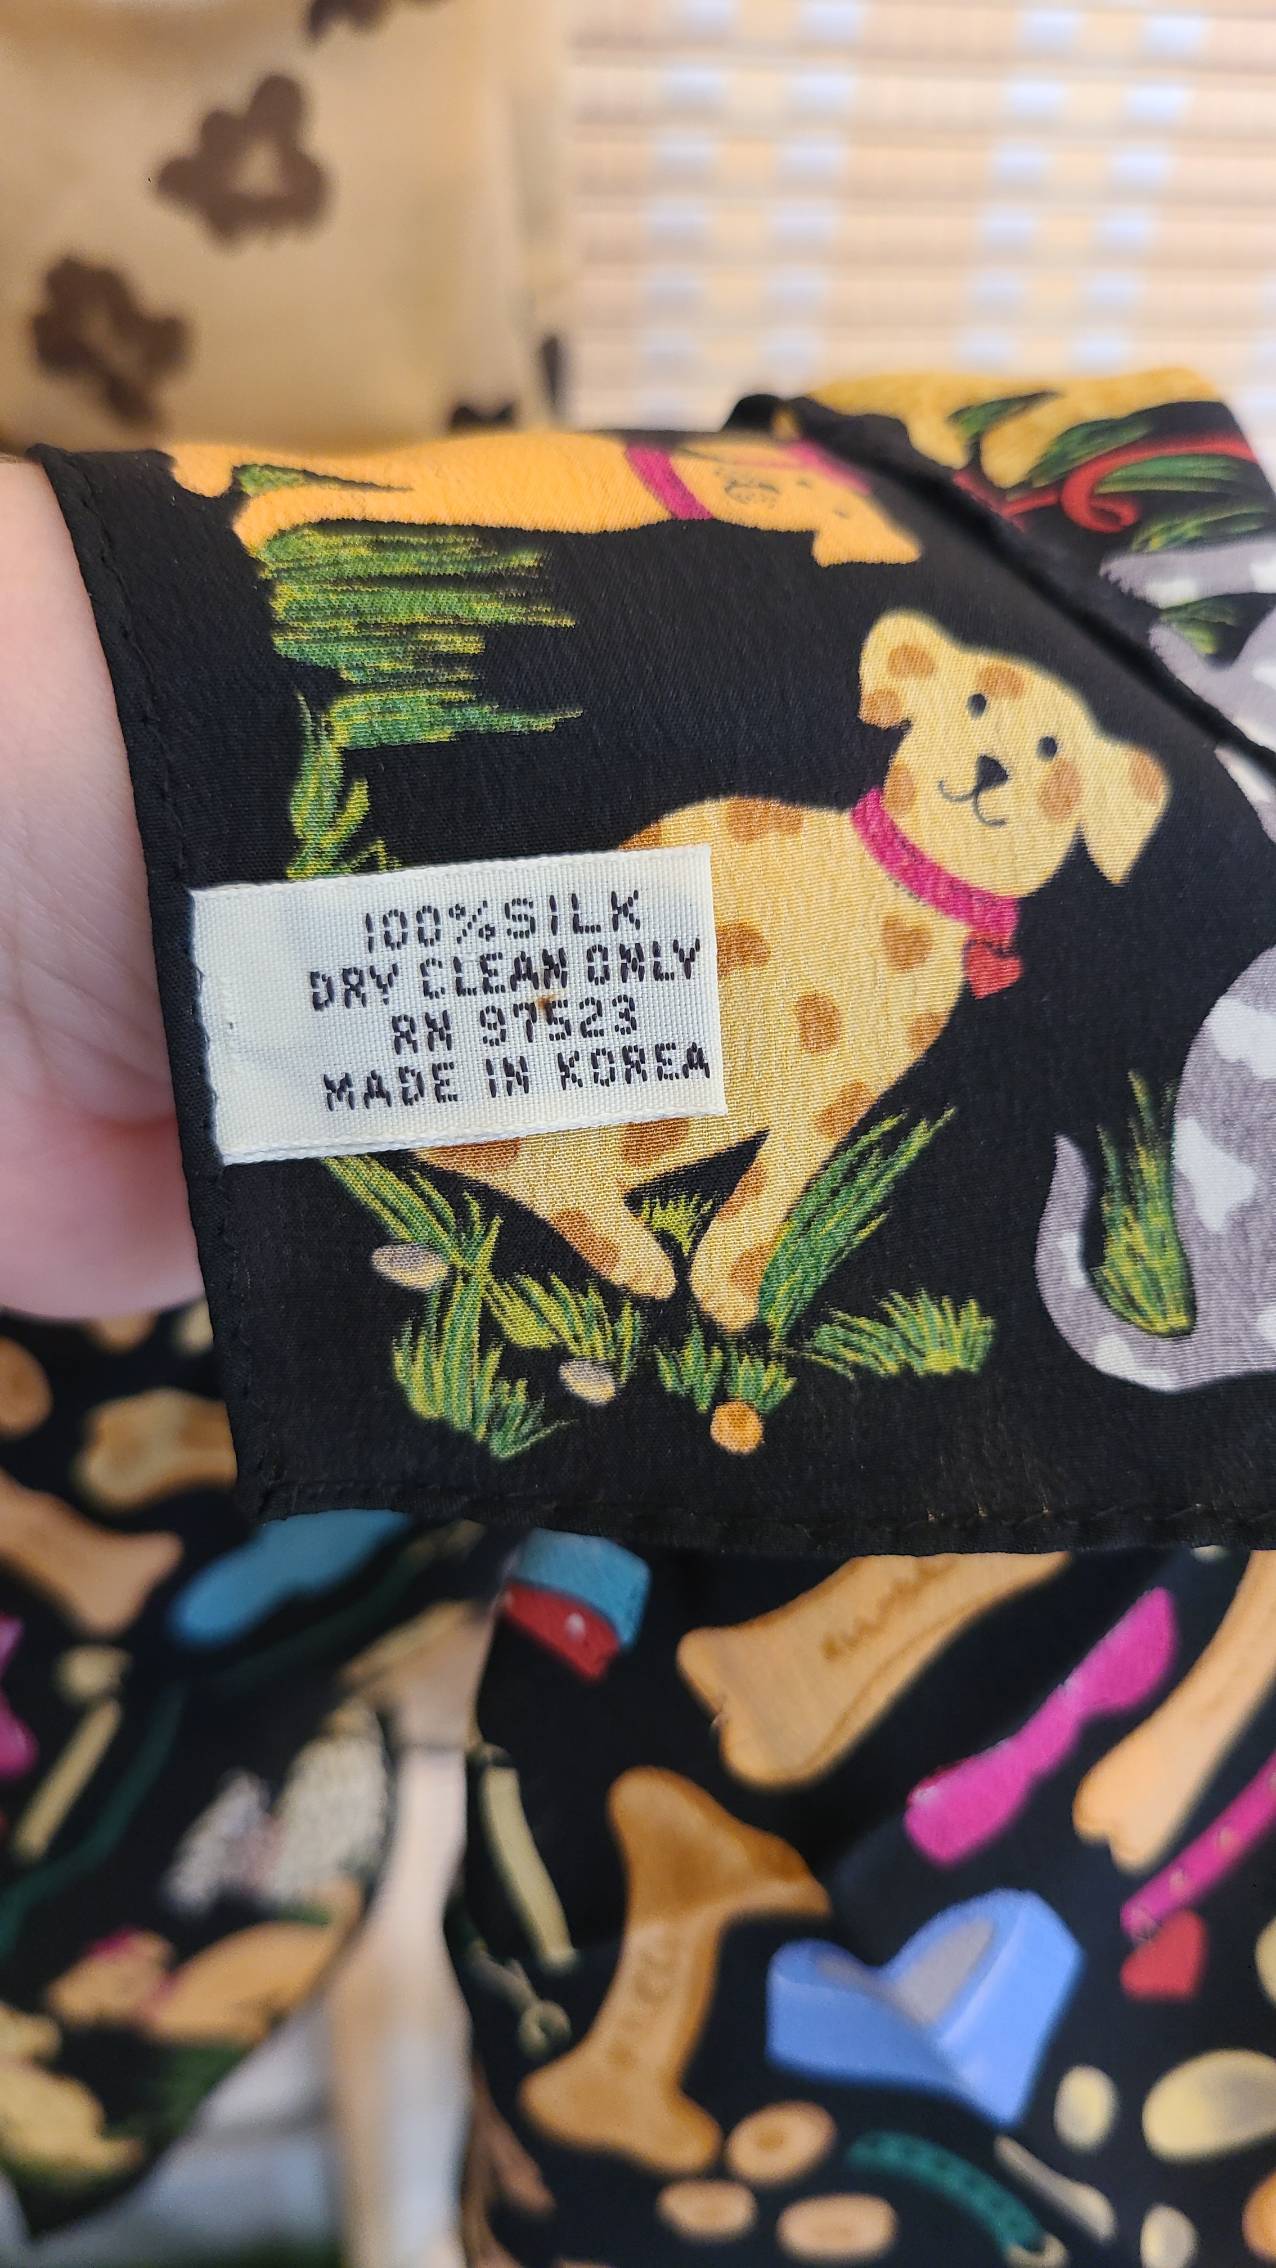 100% SILK
DRY CLEAN ONLY
RN 97523
MADE IN KOREA